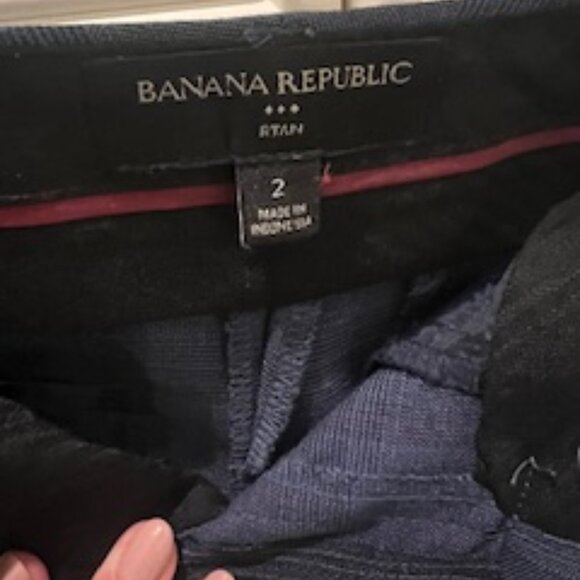 BANANA REPUBLIC
RYAN
2
MADE IN
INDONESIA